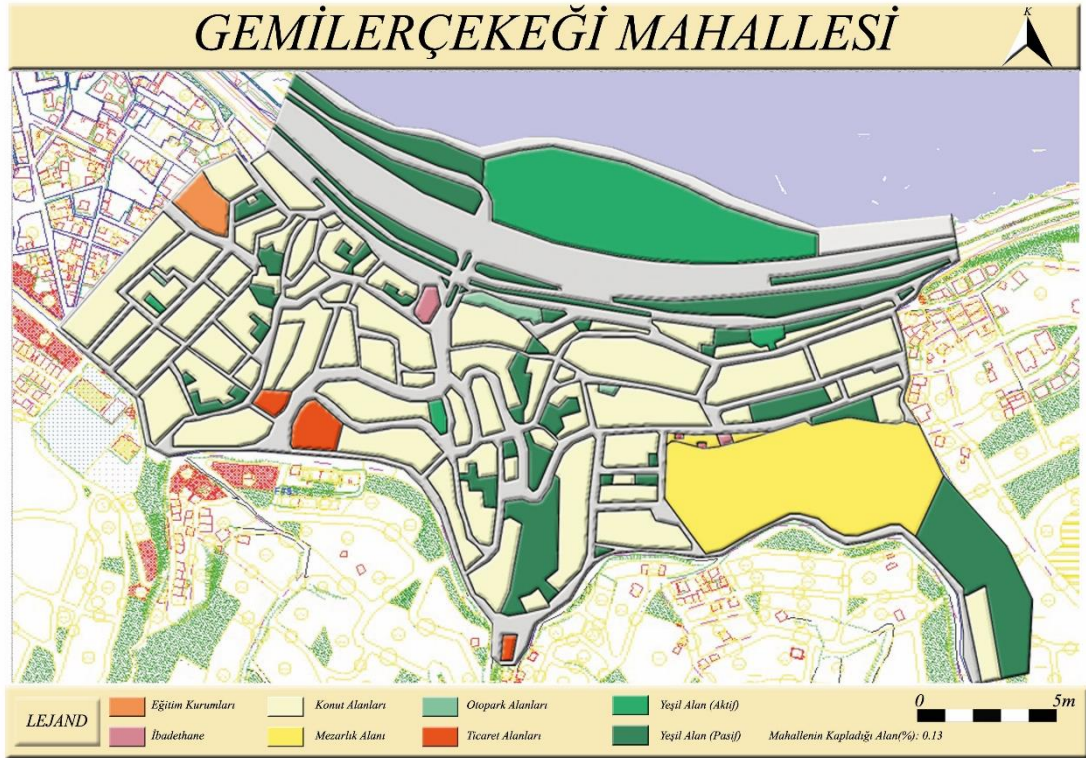 GEMİLERÇEKEĞİ MAHALLESİ
K
LEJAND
Eğitim Kurumları
Konut Alanları
Otopark Alanları
Yeşil Alan (Aktif)
0 5m
İbadethane
Mezarlık Alanı
Ticaret Alanları
Yeşil Alan (Pasif)
Mahallenin Kapladığı Alan(%): 0.13